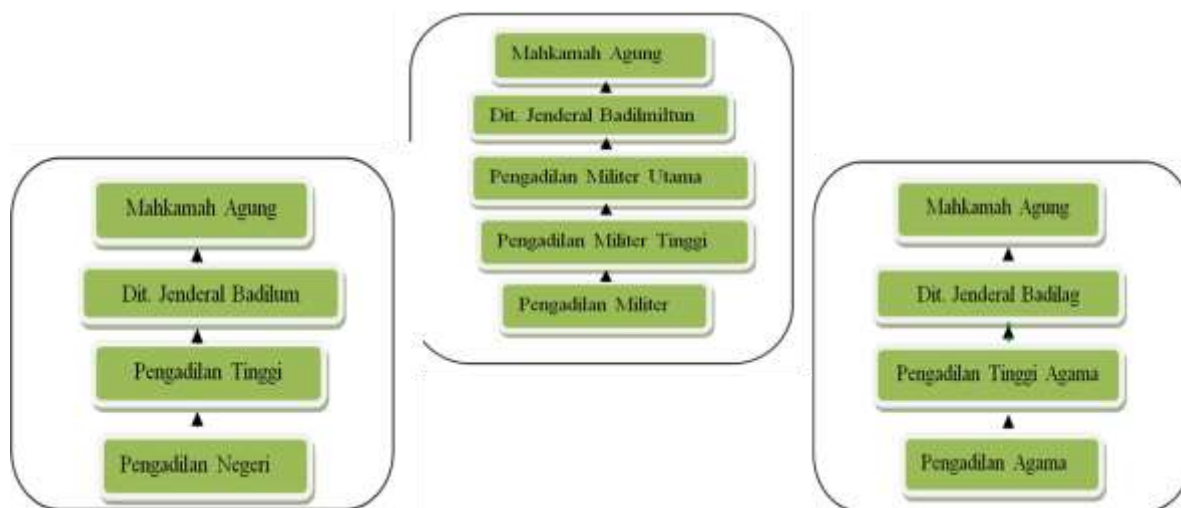 Mahkamah Agung
Dit. Jenderal Badilum
Pengadilan Tinggi
Pengadilan Negeri
Mahkamah Agung
Dit. Jenderal Badilmiltun
Pengadilan Militer Utama
Pengadilan Militer Tinggi
Pengadilan Militer
Mahkamah Agung
Dit. Jenderal Badilag
Pengadilan Tinggi Agama
Pengadilan Agama